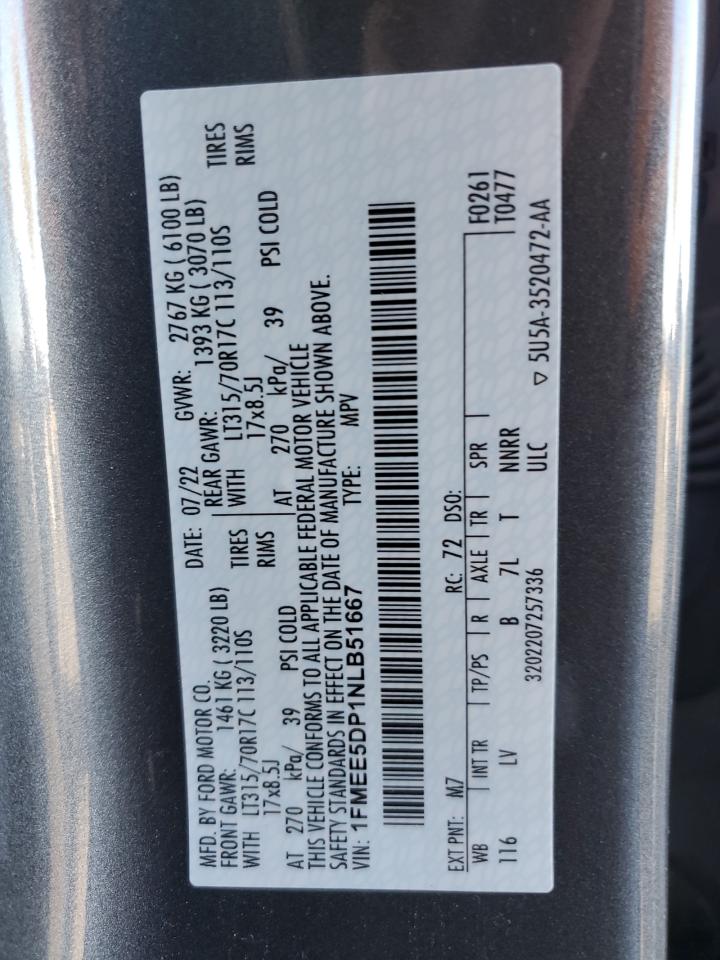 MFD. BY FORD MOTOR CO.
DATE: 07/22 GVWR: 2767 KG ( 6100 LB)
FRONT GAWR: 1461 KG ( 3220 LB) REAR GAWR: 1393 KG ( 3070 LB)
WITH LT315/70R17C 113/110S TIRES WITH LT315/70R17C 113/110S TIRES
17x8.5J RIMS 17x8.5J RIMS
AT 270 kPa/ 39 PSI COLD AT 270 kPa/ 39 PSI COLD
THIS VEHICLE CONFORMS TO ALL APPLICABLE FEDERAL MOTOR VEHICLE
SAFETY STANDARDS IN EFFECT ON THE DATE OF MANUFACTURE SHOWN ABOVE.
VIN: 1FMEE5DP1NLB51667 TYPE: MPV
EXT PNT: M7 RC: 72 DSO:
WB INT TR TP/PS R AXLE TR SPR F0261
116 LV B 7L T NNRR T0477
3202207257336 ULC ▽ 5U5A-3520472-AA